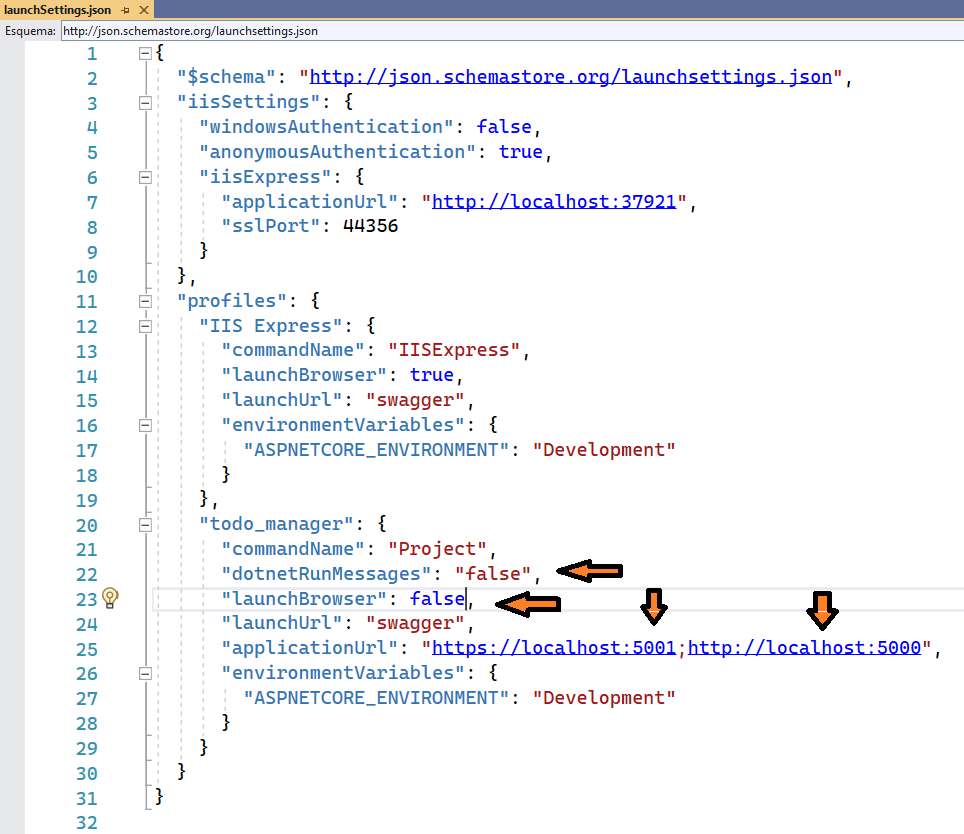 launchSettings.json
Esquema: http://json.schemastore.org/launchsettings.json
1 {
2 "$schema": "http://json.schemastore.org/launchsettings.json",
3 "iisSettings": {
4 "windowsAuthentication": false,
5 "anonymousAuthentication": true,
6 "iisExpress": {
7 "applicationUrl": "http://localhost:37921",
8 "sslPort": 44356
9 }
10 },
11 "profiles": {
12 "IIS Express": {
13 "commandName": "IISExpress",
14 "launchBrowser": true,
15 "launchUrl": "swagger",
16 "environmentVariables": {
17 "ASPNETCORE_ENVIRONMENT": "Development"
18 }
19 },
20 "todo_manager": {
21 "commandName": "Project",
22 "dotnetRunMessages": "false",
23 "launchBrowser": false,
24 "launchUrl": "swagger",
25 "applicationUrl": "https://localhost:5001;http://localhost:5000",
26 "environmentVariables": {
27 "ASPNETCORE_ENVIRONMENT": "Development"
28 }
29 }
30 }
31 }
32